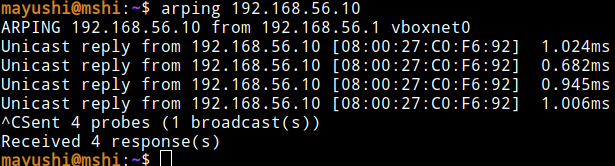 mayushi@mshi:~$ arping 192.168.56.10
ARPING 192.168.56.10 from 192.168.56.1 vboxnet0
Unicast reply from 192.168.56.10 [08:00:27:C0:F6:92]  1.024ms
Unicast reply from 192.168.56.10 [08:00:27:C0:F6:92]  0.682ms
Unicast reply from 192.168.56.10 [08:00:27:C0:F6:92]  0.945ms
Unicast reply from 192.168.56.10 [08:00:27:C0:F6:92]  1.006ms
^CSent 4 probes (1 broadcast(s))
Received 4 response(s)
mayushi@mshi:~$